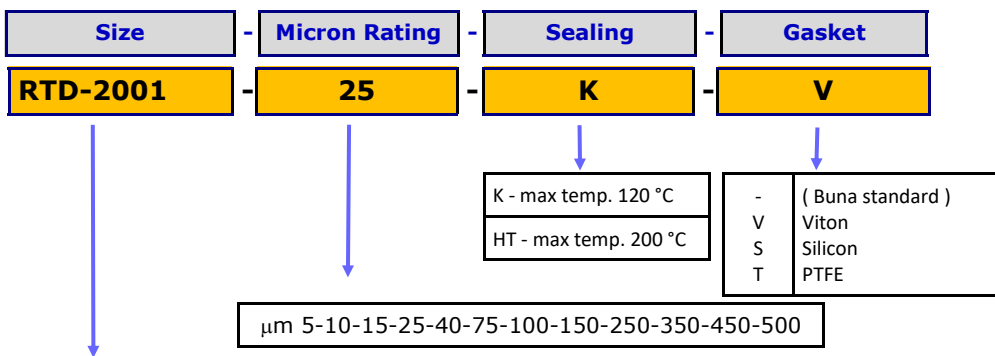 Size - Micron Rating - Sealing - Gasket
RTD-2001 - 25 - K - V
K - max temp. 120 °C
HT - max temp. 200 °C
- ( Buna standard )
V Viton
S Silicon
T PTFE
μm 5-10-15-25-40-75-100-150-250-350-450-500